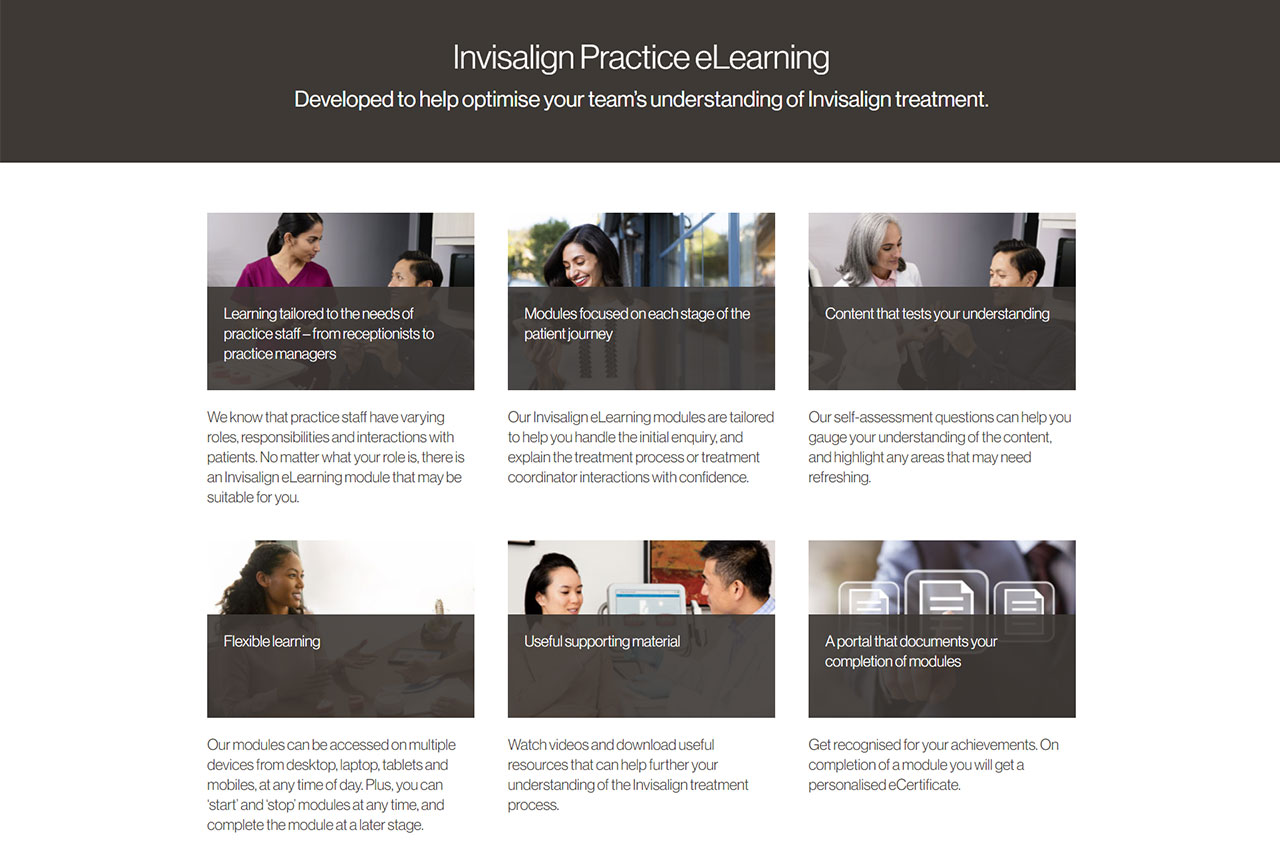 Invisalign Practice eLearning
Developed to help optimise your team's understanding of Invisalign treatment.
Learning tailored to the needs of
practice staff – from receptionists to
practice managers
We know that practice staff have varying
roles, responsibilities and interactions with
patients. No matter what your role is, there is
an Invisalign eLearning module that may be
suitable for you.
Modules focused on each stage of the
patient journey
Our Invisalign eLearning modules are tailored
to help you handle the initial enquiry, and
explain the treatment process or treatment
coordinator interactions with confidence.
Content that tests your understanding
Our self-assessment questions can help you
gauge your understanding of the content,
and highlight any areas that may need
refreshing.
Flexible learning
Our modules can be accessed on multiple
devices from desktop, laptop, tablets and
mobiles, at any time of day. Plus, you can
‘start’ and ‘stop’ modules at any time, and
complete the module at a later stage.
Useful supporting material
Watch videos and download useful
resources that can help further your
understanding of the Invisalign treatment
process.
A portal that documents your
completion of modules
Get recognised for your achievements. On
completion of a module you will get a
personalised eCertificate.